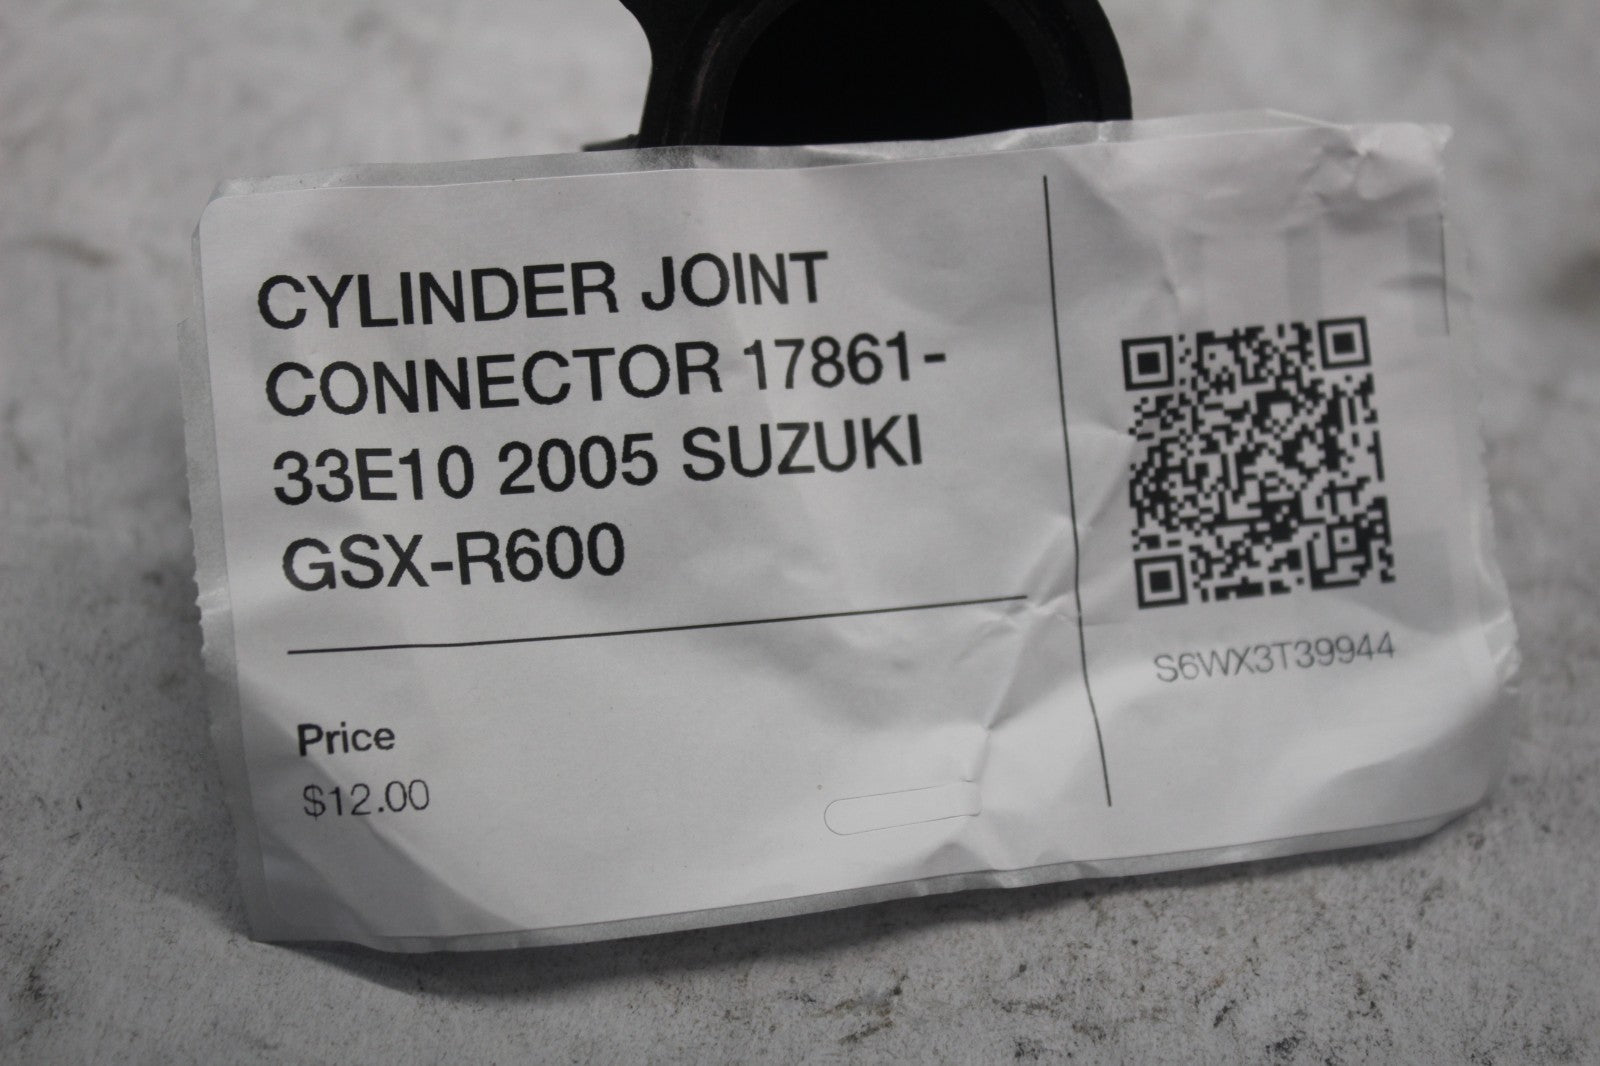 CYLINDER JOINT
CONNECTOR 17861-
33E10 2005 SUZUKI
GSX-R600
Price
$12.00
S6WX3T39944